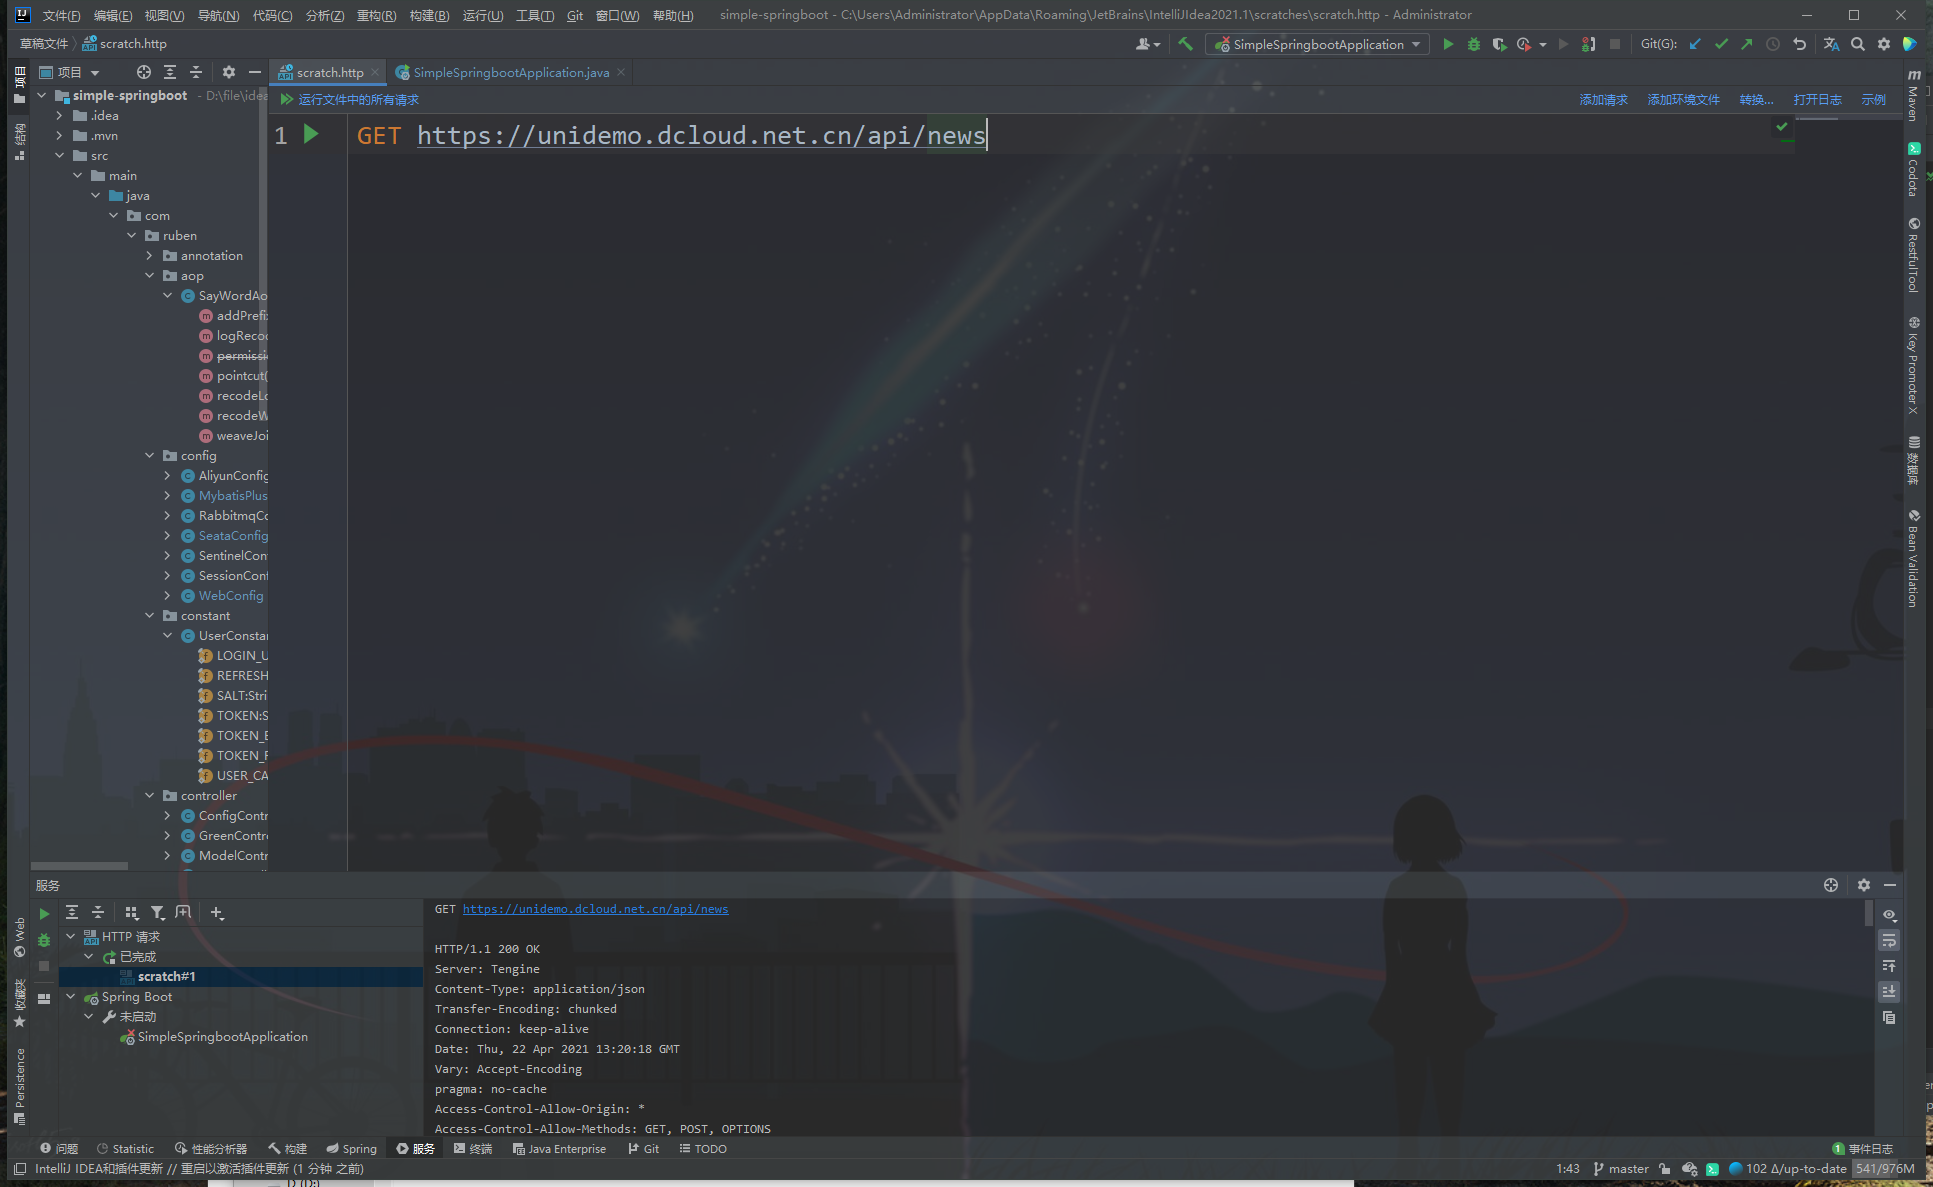 文件(F) 编辑(E) 视图(V) 导航(N) 代码(C) 分析(Z) 重构(R) 构建(B) 运行(U) 工具(T) Git 窗口(W) 帮助(H) simple-springboot - C:\Users\Administrator\AppData\Roaming\JetBrains\IntelliJIdea2021.1\scratches\scratch.http - Administrator
草稿文件 scratch.http SimpleSpringbootApplication Git(G):
项目 scratch.http SimpleSpringbootApplication.java
simple-springboot - D:\file\idea
运行文件中的所有请求 添加请求 添加环境文件 转换... 打开日志 示例
1 GET https://unidemo.dcloud.net.cn/api/news
.idea
.mvn
src
main
java
com
ruben
annotation
aop
SayWordAo
addPrefi
logReco
permissi
pointcut(
recodeLo
recodeW
weaveJoi
config
AliyunConfig
MybatisPlus
RabbitmqCo
SeataConfig
SentinelCon
SessionConf
WebConfig
constant
UserConstan
LOGIN_U
REFRESH
SALT:Stri
TOKEN:S
TOKEN_E
TOKEN_F
USER_CA
controller
ConfigContr
GreenContro
ModelContr
项目
结构
Web
收藏夹
Persistence
Maven
Codota
RestfulTool
Key Promoter X
数据库
Bean Validation
服务
HTTP 请求
已完成
scratch#1
Spring Boot
未启动
SimpleSpringbootApplication
GET https://unidemo.dcloud.net.cn/api/news
HTTP/1.1 200 OK
Server: Tengine
Content-Type: application/json
Transfer-Encoding: chunked
Connection: keep-alive
Date: Thu, 22 Apr 2021 13:20:18 GMT
Vary: Accept-Encoding
pragma: no-cache
Access-Control-Allow-Origin: *
Access-Control-Allow-Methods: GET, POST, OPTIONS
问题 Statistic 性能分析器 构建 Spring 服务 终端 Java Enterprise Git TODO 1 事件日志
IntelliJ IDEA和插件更新 // 重启以激活插件更新 (1 分钟 之前) 1:43 master 102 Δ/up-to-date 541/976M